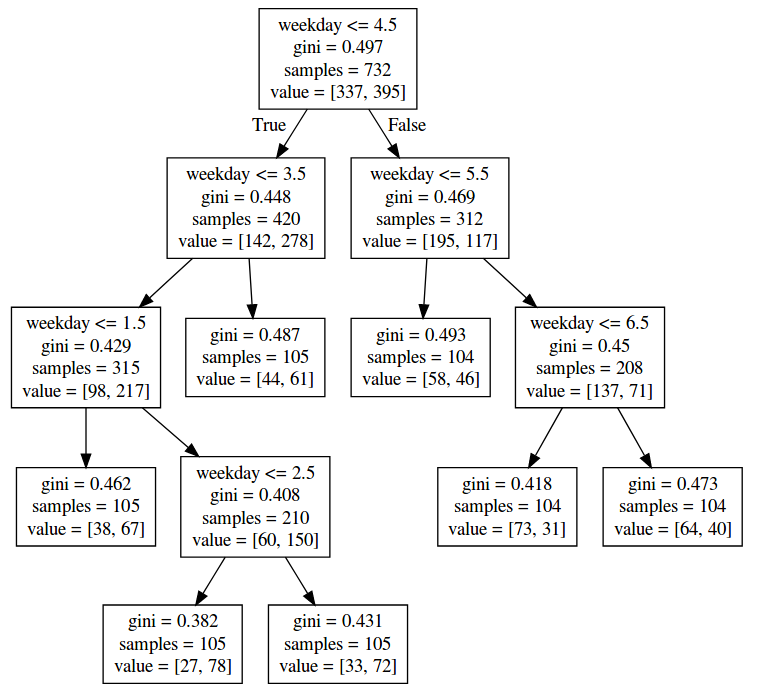 weekday <= 4.5
gini = 0.497
samples = 732
value = [337, 395]
True
False
weekday <= 3.5
gini = 0.448
samples = 420
value = [142, 278]
weekday <= 5.5
gini = 0.469
samples = 312
value = [195, 117]
weekday <= 1.5
gini = 0.429
samples = 315
value = [98, 217]
gini = 0.487
samples = 105
value = [44, 61]
gini = 0.493
samples = 104
value = [58, 46]
weekday <= 6.5
gini = 0.45
samples = 208
value = [137, 71]
gini = 0.462
samples = 105
value = [38, 67]
weekday <= 2.5
gini = 0.408
samples = 210
value = [60, 150]
gini = 0.418
samples = 104
value = [73, 31]
gini = 0.473
samples = 104
value = [64, 40]
gini = 0.382
samples = 105
value = [27, 78]
gini = 0.431
samples = 105
value = [33, 72]